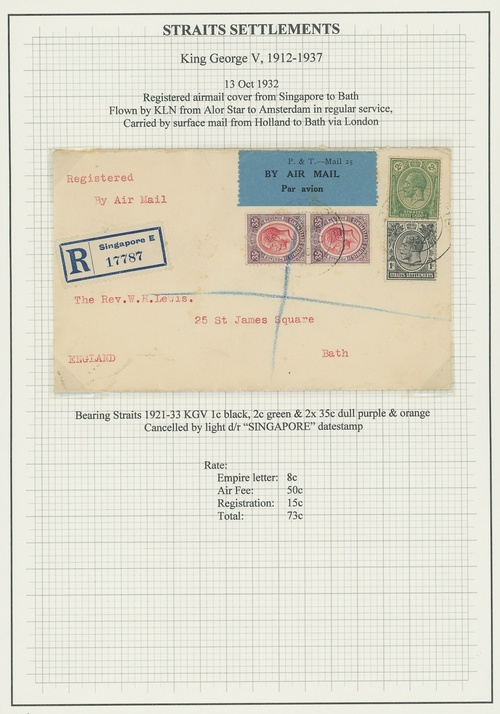 STRAITS SETTLEMENTS
King George V, 1912-1937
13 Oct 1932
Registered airmail cover from Singapore to Bath
Flown by KLN from Alor Star to Amsterdam in regular service,
Carried by surface mail from Holland to Bath via London
P. & T.—Mail 25
BY AIR MAIL
Par avion
Registered
By Air Mail
R
Singapore E
17787
STRAITS SETTLEMENTS
The Rev.W.H.Lewis.
25 St James Square
Bath
ENGLAND
Bearing Straits 1921-33 KGV 1c black, 2c green & 2x 35c dull purple & orange
Cancelled by light d/r “SINGAPORE” datestamp
Rate:
Empire letter: 8c
Air Fee: 50c
Registration: 15c
Total: 73c